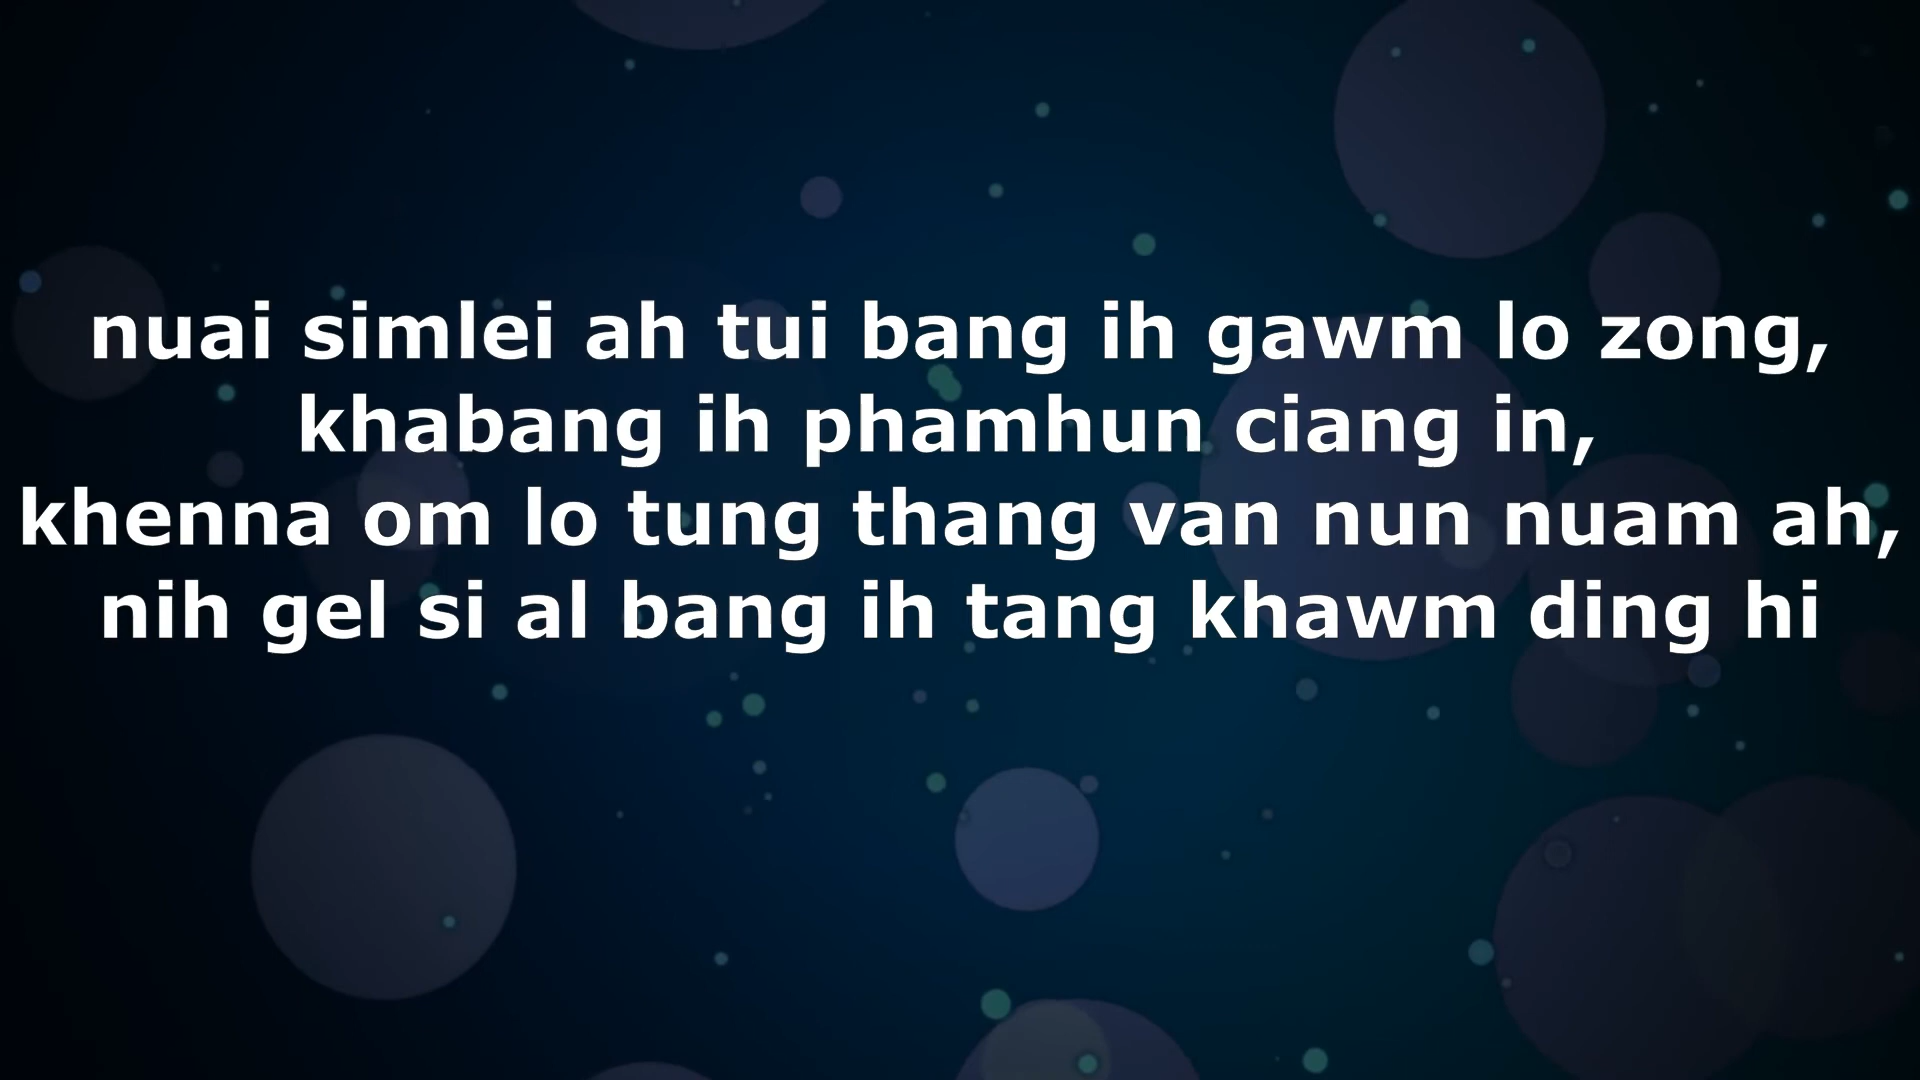 nuai simlei ah tui bang ih gawm lo zong,
khabang ih phamhun ciang in,
khenna om lo tung thang van nun nuam ah,
nih gel si al bang ih tang khawm ding hi